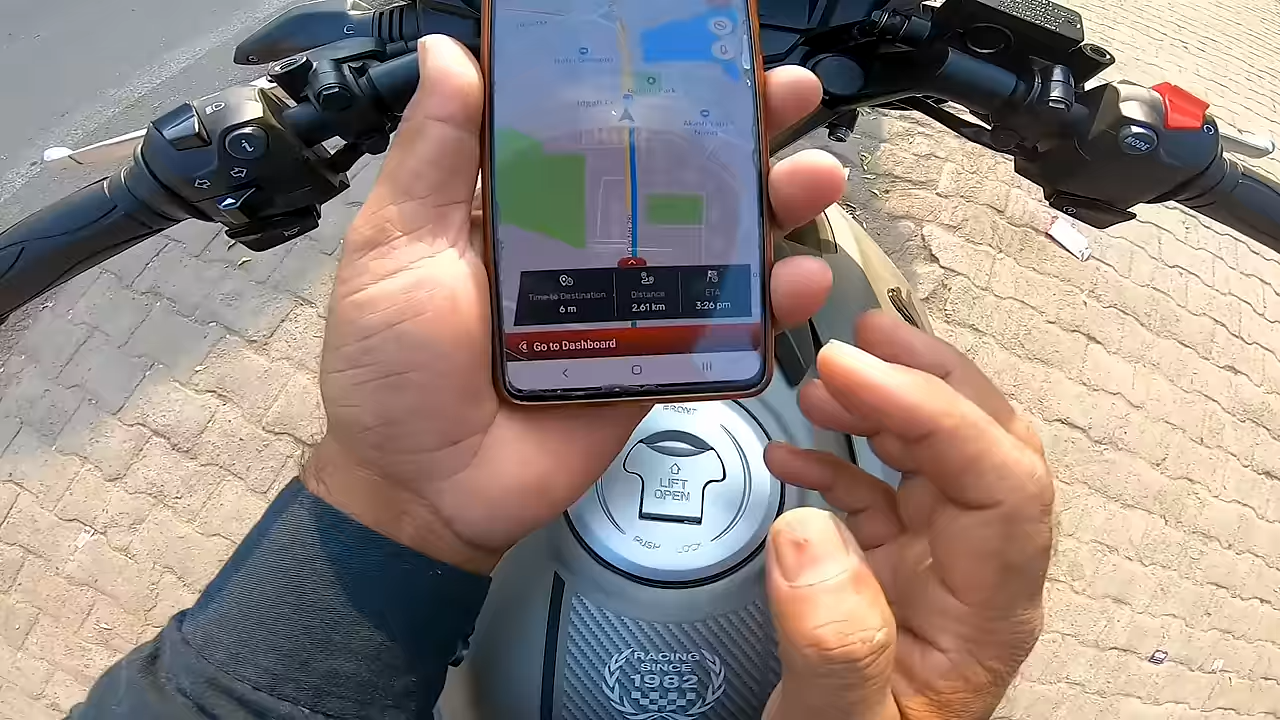 Time to Destination
6 m
Distance
2.61 km
ETA
3:26 pm
Go to Dashboard
MODE
i
FRONT
LIFT
OPEN
PUSH LOCK
RACING
SINCE
1982